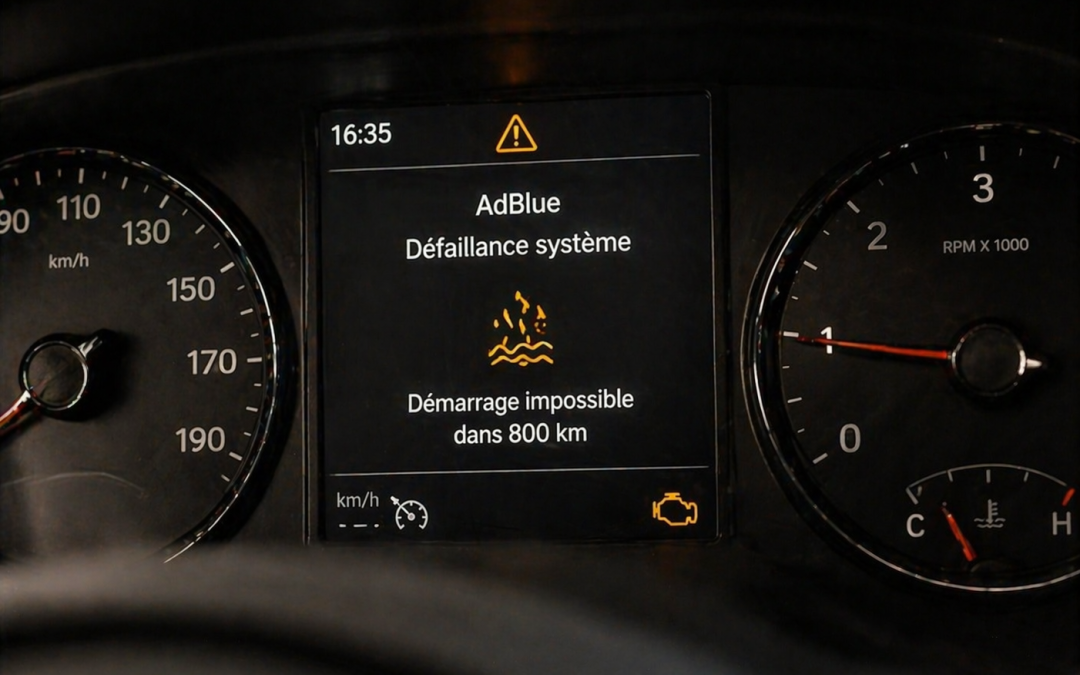 16:35
AdBlue
Défaillance système
Démarrage impossible
dans 800 km
km/h
90
110
130
km/h
150
170
190
3
2
RPM X 1000
1
0
C
H